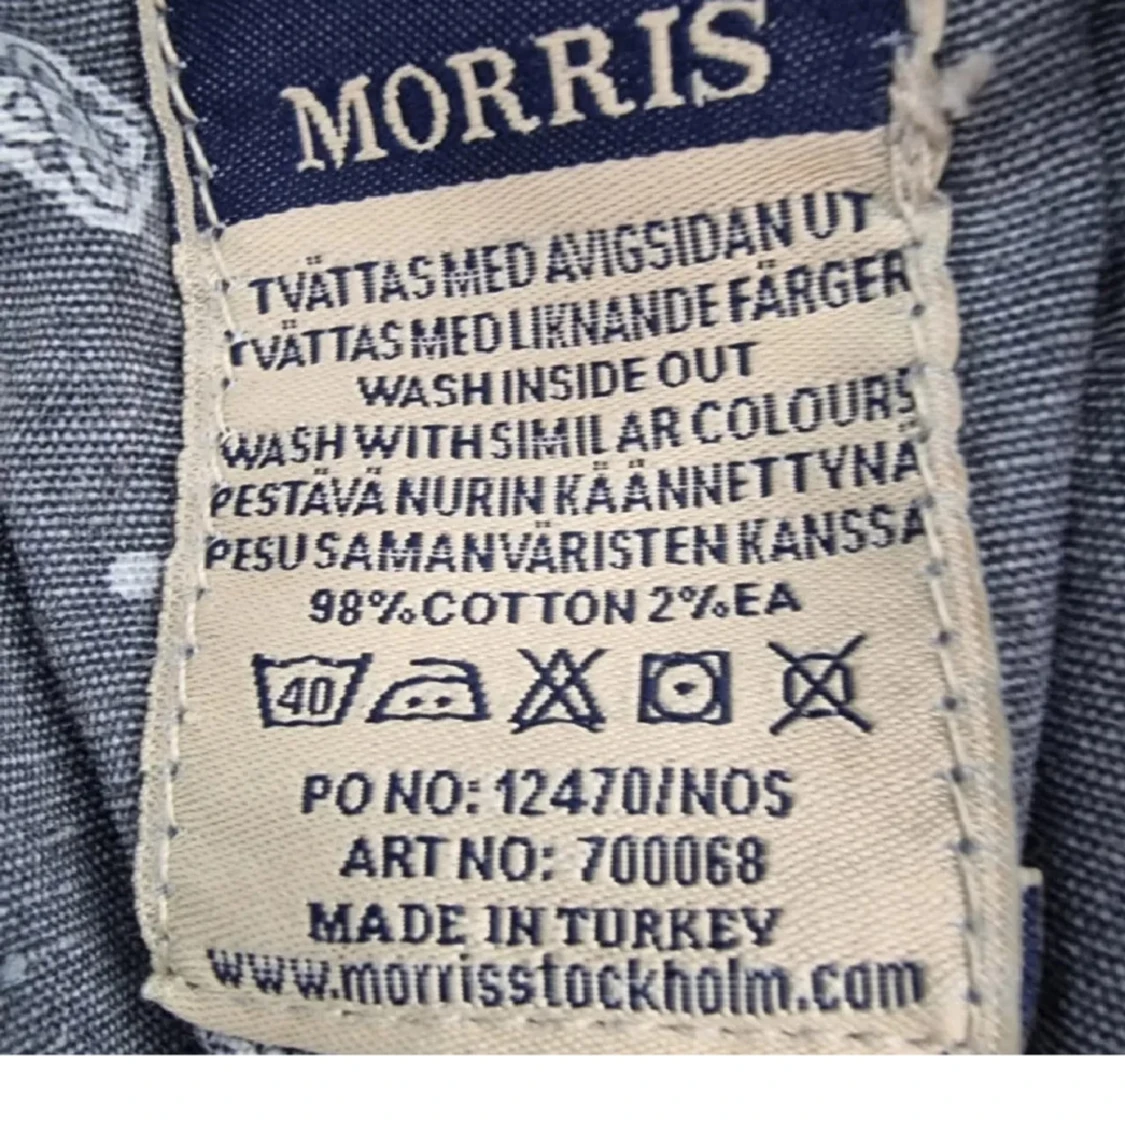 MORRIS
TVÄTTAS MED AVIGSIDAN UT
TVÄTTAS MED LIKNANDE FÄRGER
WASH INSIDE OUT
WASH WITH SIMILAR COLOURS
PESTÄVÄ NURIN KÄÄNNETTYNÄ
PESU SAMANVÄRISTEN KANSSA
98% COTTON 2% EA
40
PO NO: 12470/NOS
ART NO: 700068
MADE IN TURKEY
www.morrisstockholm.com